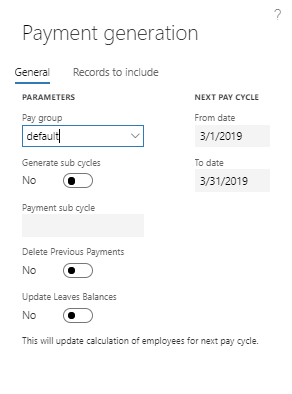 ?
Payment generation
General
Records to include
PARAMETERS
Pay group
default
Generate sub cycles
No
Payment sub cycle
Delete Previous Payments
No
Update Leaves Balances
No
NEXT PAY CYCLE
From date
3/1/2019
To date
3/31/2019
This will update calculation of employees for next pay cycle.